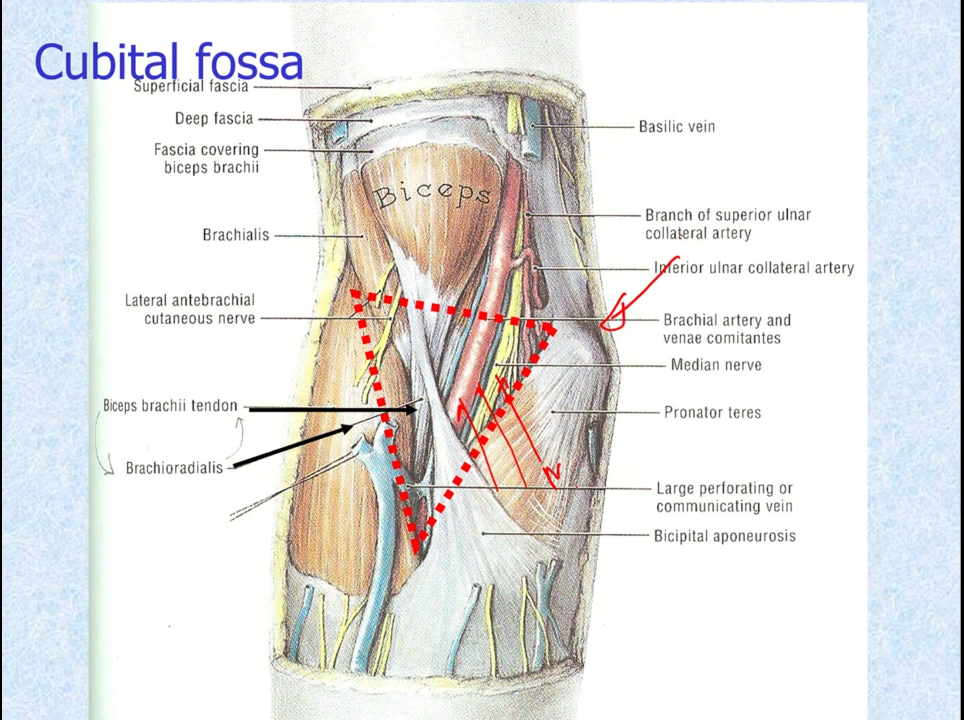 Cubital fossa
Superficial fascia
Deep fascia
Fascia covering
biceps brachii
Biceps
Brachialis
Lateral antebrachial
cutaneous nerve
Biceps brachii tendon
Brachioradialis
Basilic vein
Branch of superior ulnar
collateral artery
Inferior ulnar collateral artery
Brachial artery and
venae comitantes
Median nerve
Pronator teres
Large perforating or
communicating vein
Bicipital aponeurosis